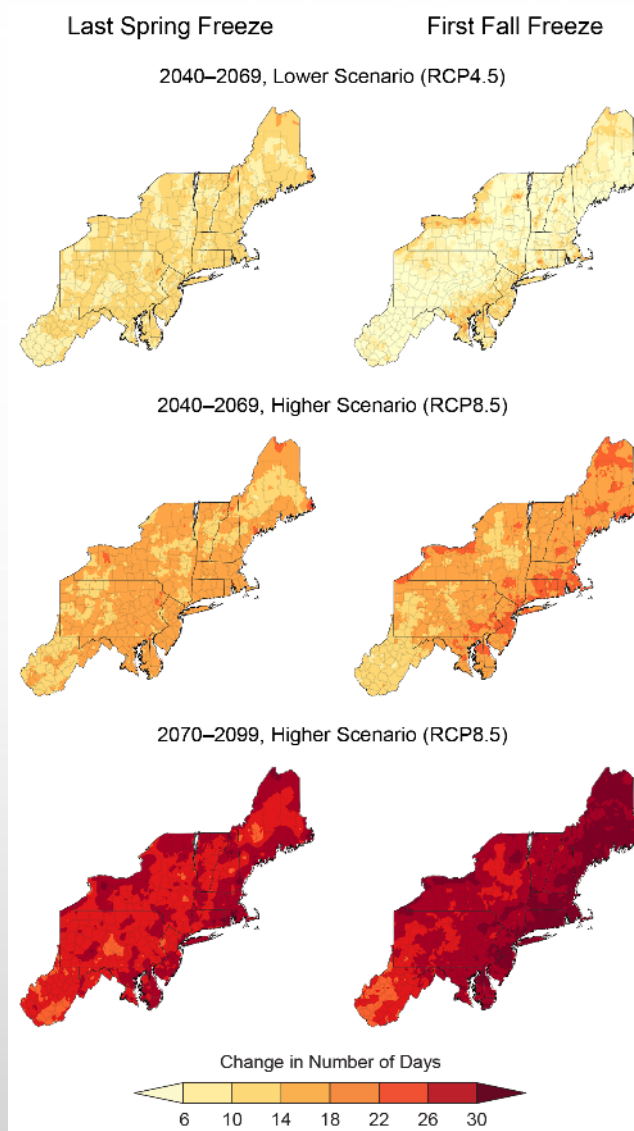 Last Spring Freeze First Fall Freeze
2040–2069, Lower Scenario (RCP4.5)
2040–2069, Higher Scenario (RCP8.5)
2070–2099, Higher Scenario (RCP8.5)
Change in Number of Days
6 10 14 18 22 26 30